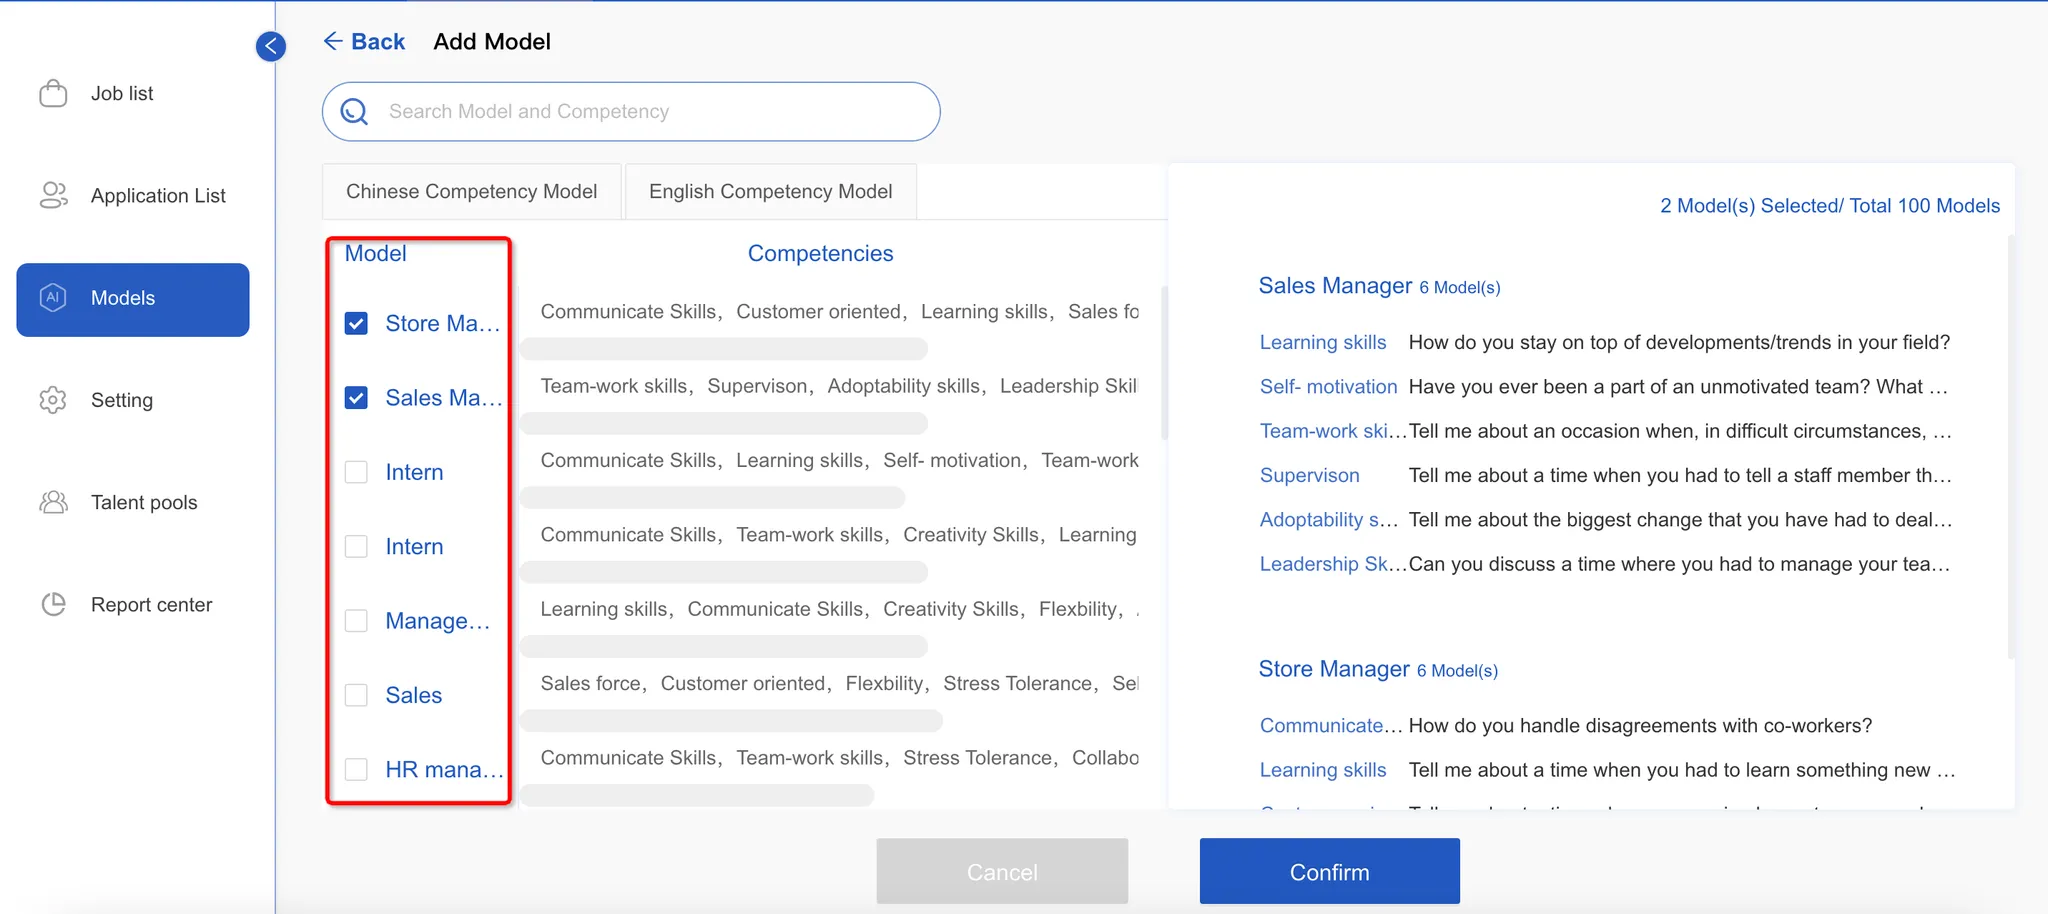 Back Add Model
Job list
Application List
Models
Setting
Talent pools
Report center
Search Model and Competency
Chinese Competency Model
English Competency Model
Model
Competencies
Store Ma...
Communicate Skills, Customer oriented, Learning skills, Sales fo
Sales Ma...
Team-work skills, Supervison, Adoptability skills, Leadership Skil
Intern
Communicate Skills, Learning skills, Self- motivation, Team-work
Intern
Communicate Skills, Team-work skills, Creativity Skills, Learning
Manage...
Learning skills, Communicate Skills, Creativity Skills, Flexbility,
Sales
Sales force, Customer oriented, Flexbility, Stress Tolerance, Sel
HR mana...
Communicate Skills, Team-work skills, Stress Tolerance, Collabo
2 Model(s) Selected/ Total 100 Models
Sales Manager 6 Model(s)
Learning skills How do you stay on top of developments/trends in your field?
Self- motivation Have you ever been a part of an unmotivated team? What ...
Team-work ski... Tell me about an occasion when, in difficult circumstances, ...
Supervison Tell me about a time when you had to tell a staff member th...
Adoptability s... Tell me about the biggest change that you have had to deal...
Leadership Sk... Can you discuss a time where you had to manage your tea...
Store Manager 6 Model(s)
Communicate... How do you handle disagreements with co-workers?
Learning skills Tell me about a time when you had to learn something new ...
Cancel
Confirm